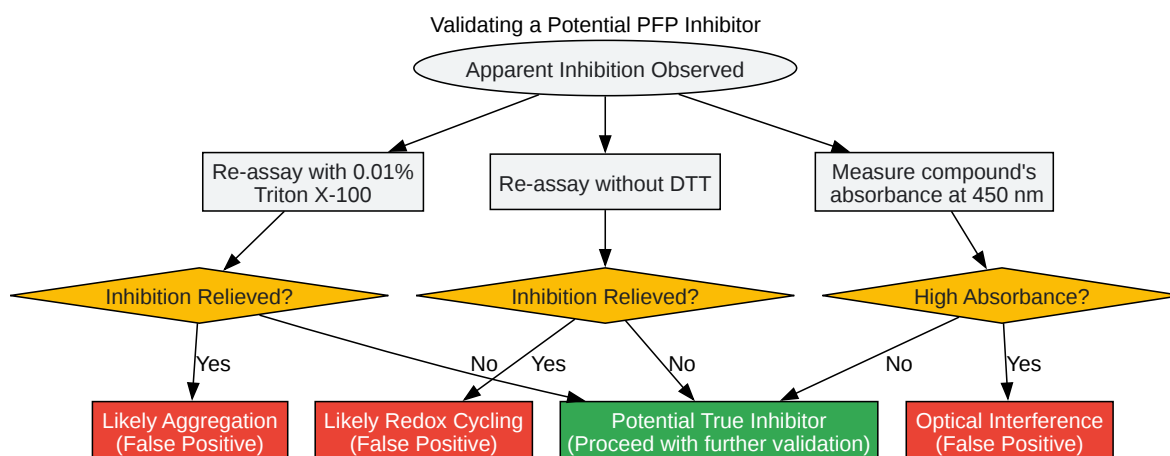 Validating a Potential PFP Inhibitor
Apparent Inhibition Observed
Re-assay with 0.01%
Triton X-100
Re-assay without DTT
Measure compound's
absorbance at 450 nm
Inhibition Relieved?
Inhibition Relieved?
High Absorbance?
Yes
No
Yes
No
No
Yes
Likely Aggregation
(False Positive)
Likely Redox Cycling
(False Positive)
Potential True Inhibitor
(Proceed with further validation)
Optical Interference
(False Positive)